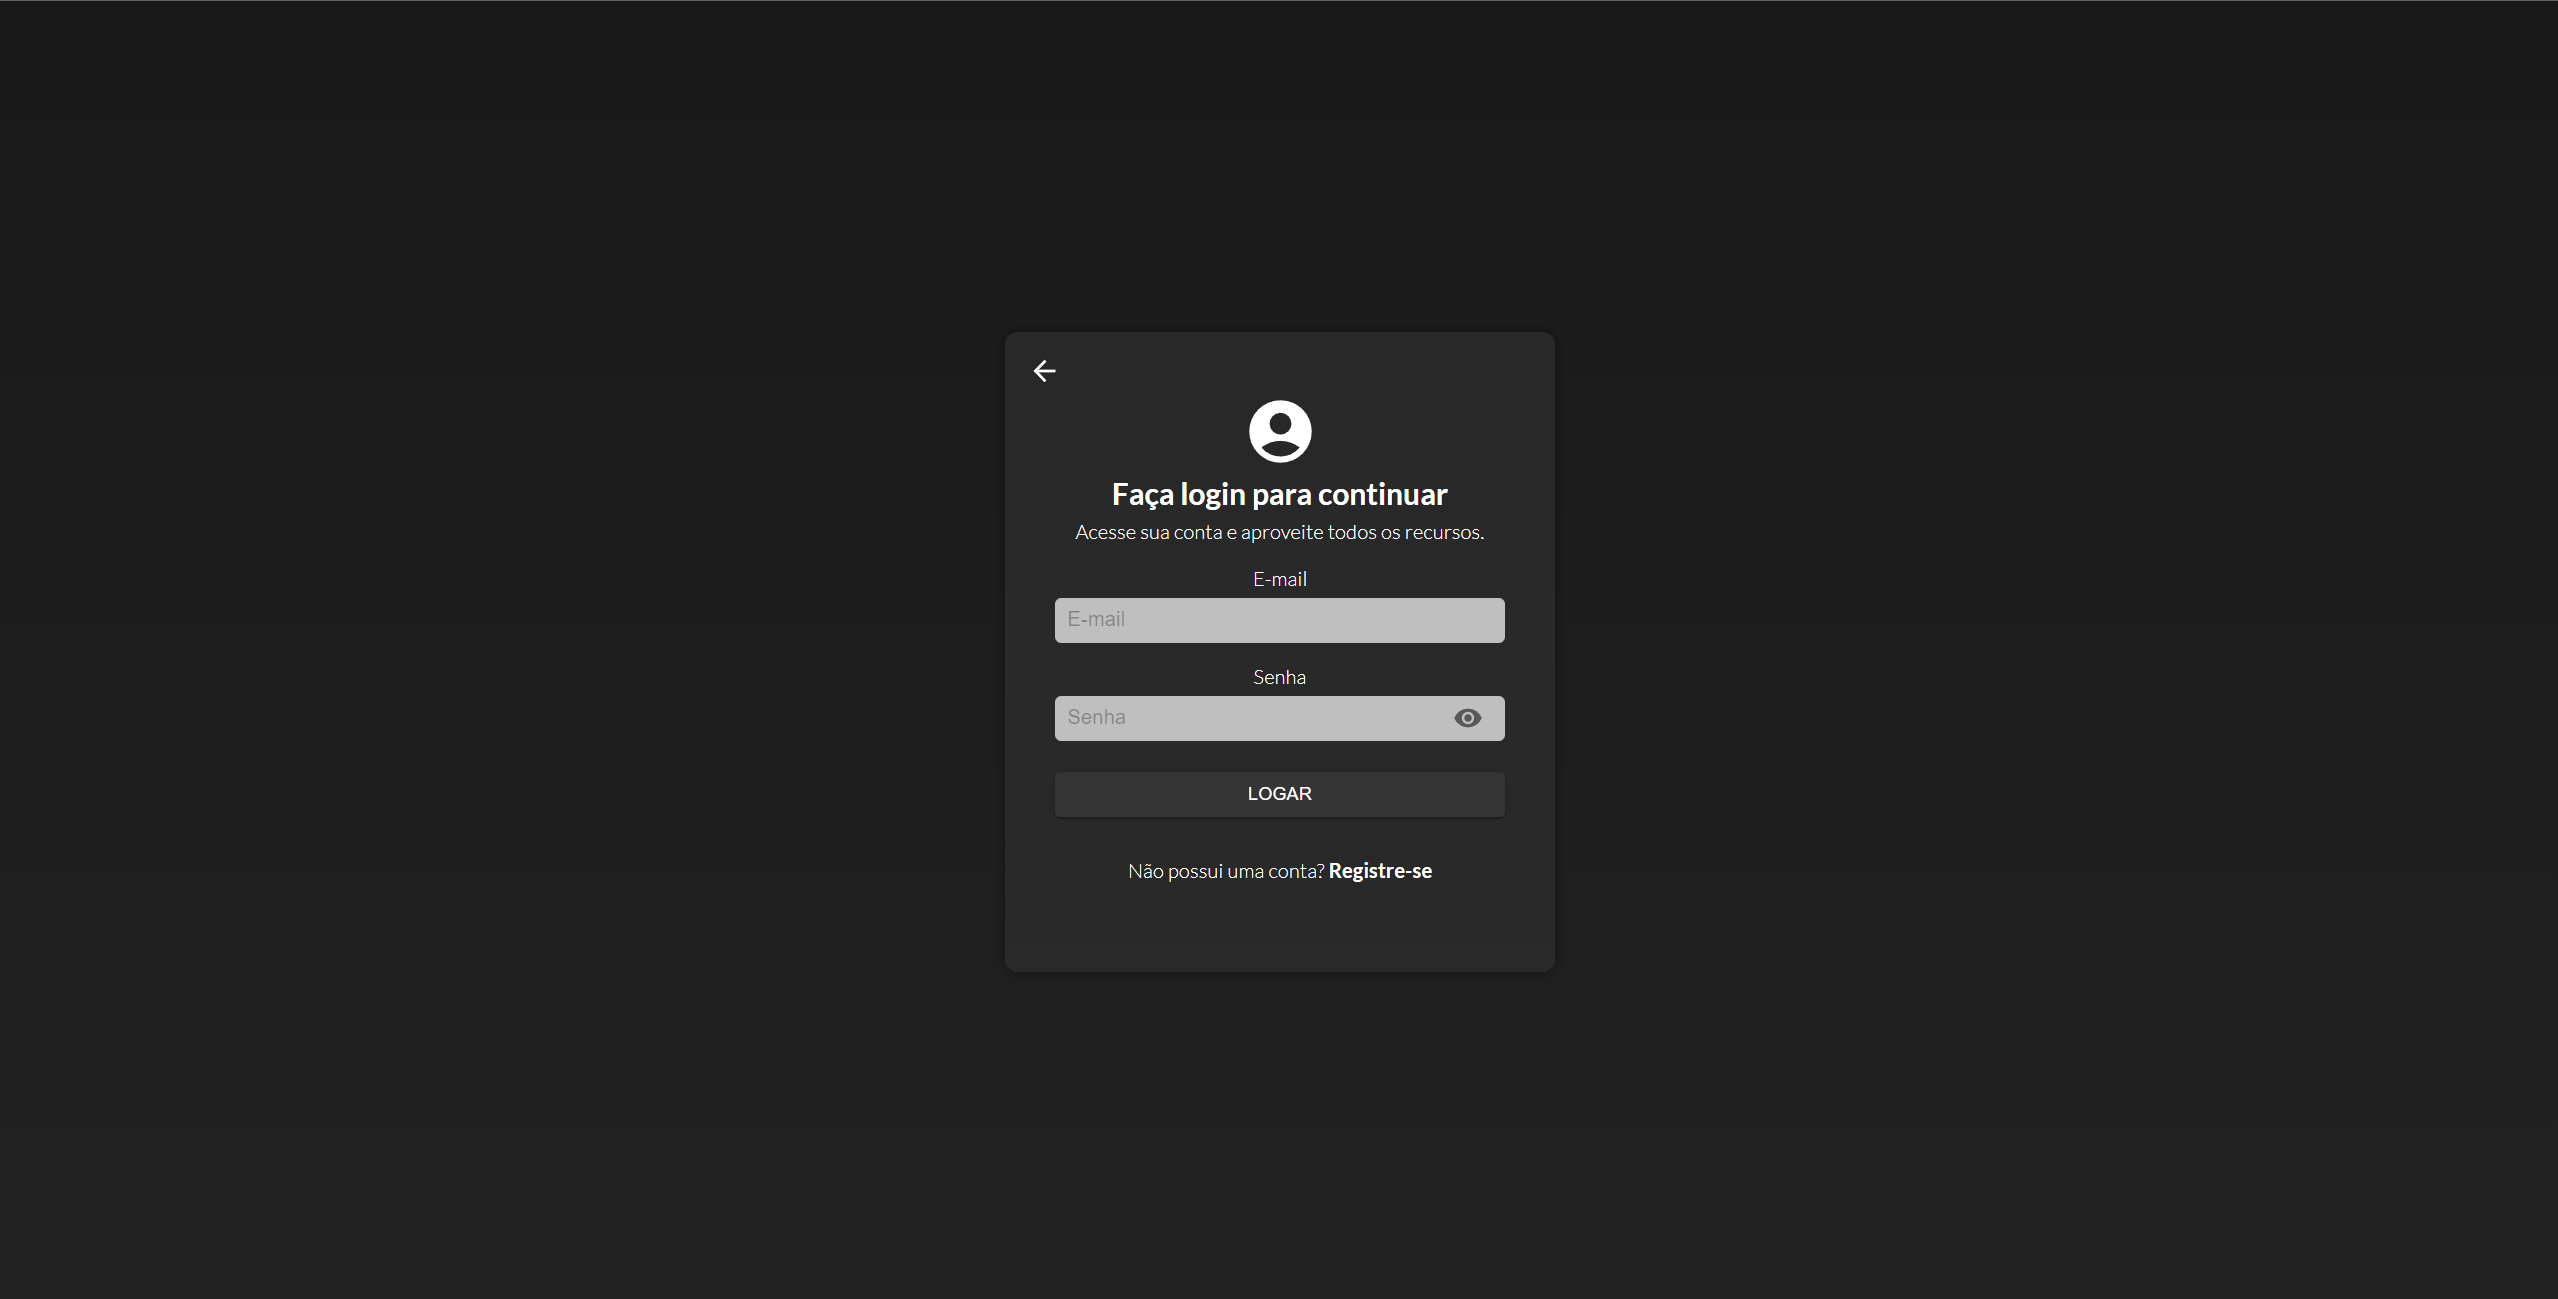 Faça login para continuar
Acesse sua conta e aproveite todos os recursos.
E-mail
E-mail
Senha
Senha
LOGAR
Não possui uma conta? Registre-se